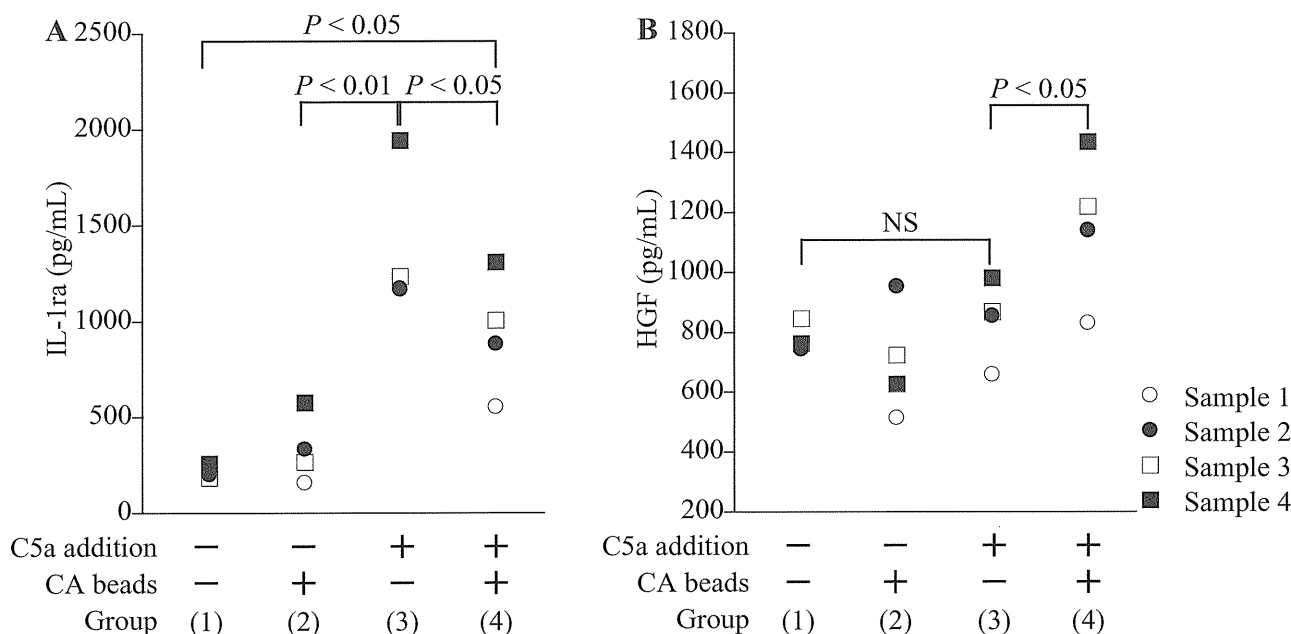 A
B
IL-1ra (pg/mL)
2500
2000
1500
1000
500
0
P < 0.05
P < 0.01
P < 0.05
C5a addition − − + +
CA beads − + − +
Group (1) (2) (3) (4)
HGF (pg/mL)
1800
1600
1400
1200
1000
800
600
400
200
NS
P < 0.05
C5a addition − − + +
CA beads − + − +
Group (1) (2) (3) (4)
Sample 1
Sample 2
Sample 3
Sample 4